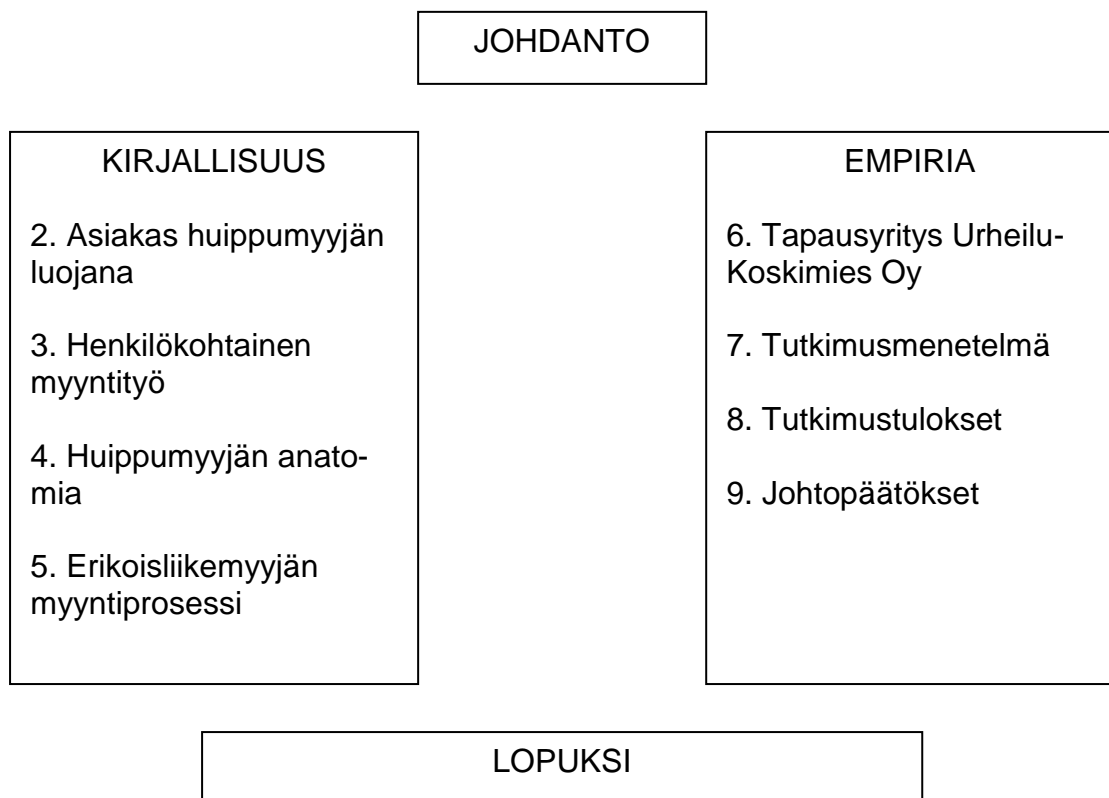 JOHDANTO
KIRJALLISUUS
2. Asiakas huippumyyjän
luojana
3. Henkilökohtainen
myyntityö
4. Huippumyyjän anato-
mia
5. Erikoisliikemyyjän
myyntiprosessi
EMPIRIA
6. Tapausyritys Urheilu-
Koskimies Oy
7. Tutkimusmenetelmä
8. Tutkimustulokset
9. Johtopäätökset
LOPUKSI